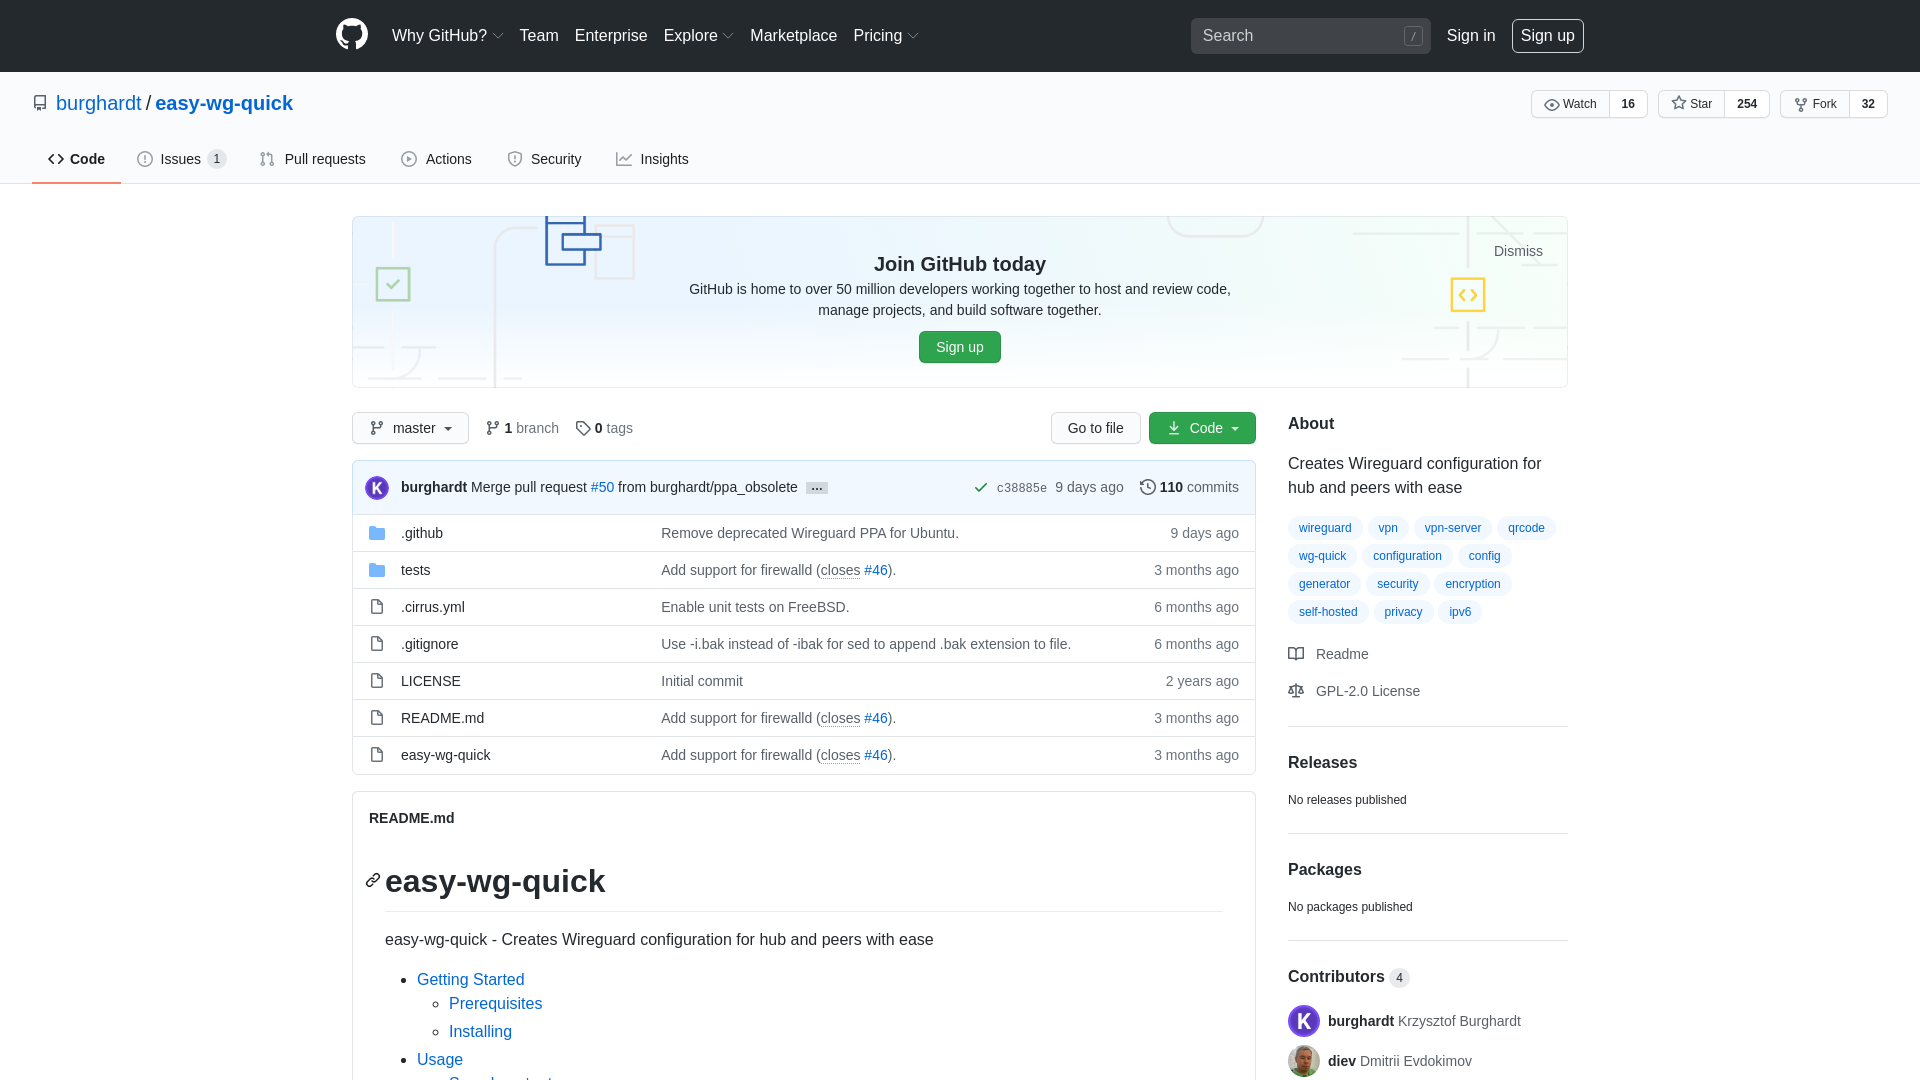 Why GitHub? Team Enterprise Explore Marketplace Pricing Search / Sign in Sign up
burghardt / easy-wg-quick
Watch 16 Star 254 Fork 32
Code Issues 1 Pull requests Actions Security Insights
Dismiss
Join GitHub today
GitHub is home to over 50 million developers working together to host and review code,
manage projects, and build software together.
Sign up
master 1 branch 0 tags Go to file Code
burghardt Merge pull request #50 from burghardt/ppa_obsolete ... c38885e 9 days ago 110 commits
.github Remove deprecated Wireguard PPA for Ubuntu. 9 days ago
tests Add support for firewalld (closes #46). 3 months ago
.cirrus.yml Enable unit tests on FreeBSD. 6 months ago
.gitignore Use -i.bak instead of -ibak for sed to append .bak extension to file. 6 months ago
LICENSE Initial commit 2 years ago
README.md Add support for firewalld (closes #46). 3 months ago
easy-wg-quick Add support for firewalld (closes #46). 3 months ago
README.md
easy-wg-quick
easy-wg-quick - Creates Wireguard configuration for hub and peers with ease
Getting Started
Prerequisites
Installing
Usage
About
Creates Wireguard configuration for
hub and peers with ease
wireguard vpn vpn-server qrcode
wg-quick configuration config
generator security encryption
self-hosted privacy ipv6
Readme
GPL-2.0 License
Releases
No releases published
Packages
No packages published
Contributors 4
burghardt Krzysztof Burghardt
diev Dmitrii Evdokimov